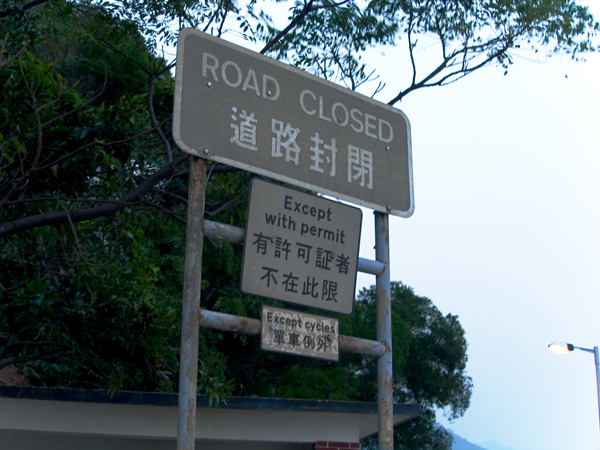 ROAD CLOSED
道路封閉
Except
with permit
有許可証者
不在此限
Except cycles
單車例外